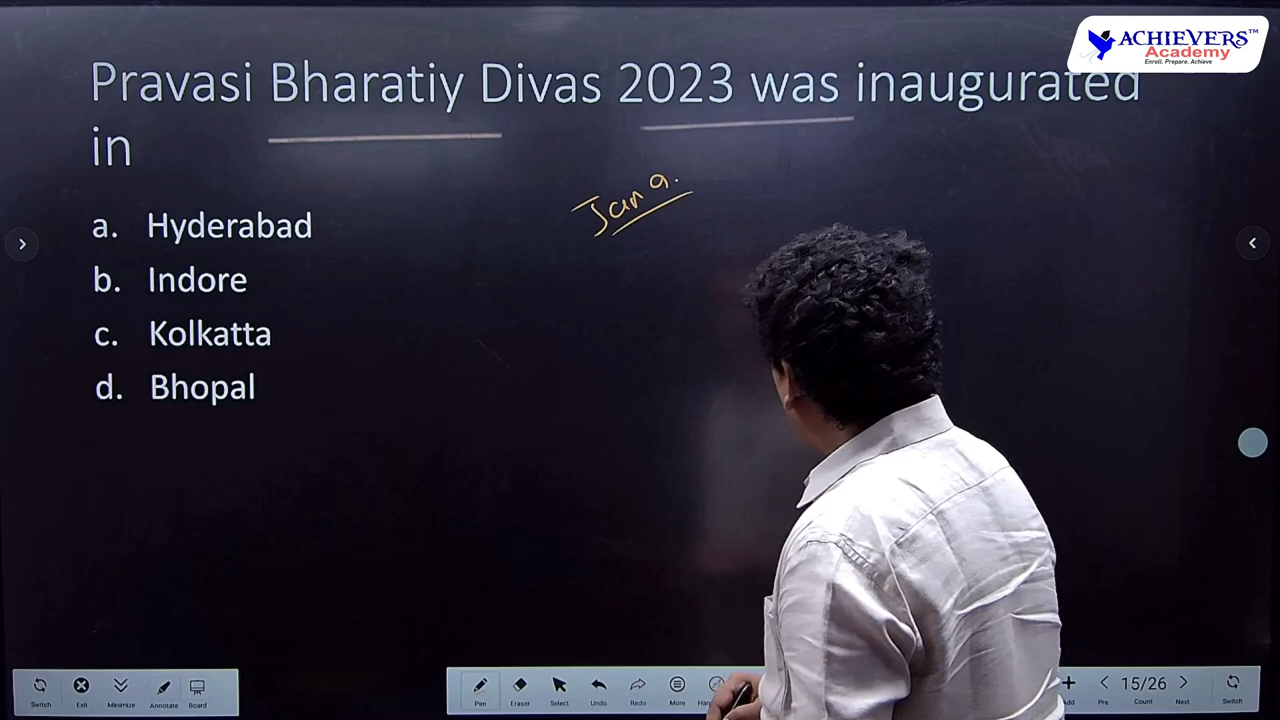 ACHIEVERS™
Academy
Enroll. Prepare. Achieve
Pravasi Bharatiy Divas 2023 was inaugurated
in
Jan 9.
a. Hyderabad
b. Indore
c. Kolkatta
d. Bhopal
Switch Exit Minimize Annotate Board
Pen Eraser Select Undo Redo More
15/26
Pre. Count Next Switch